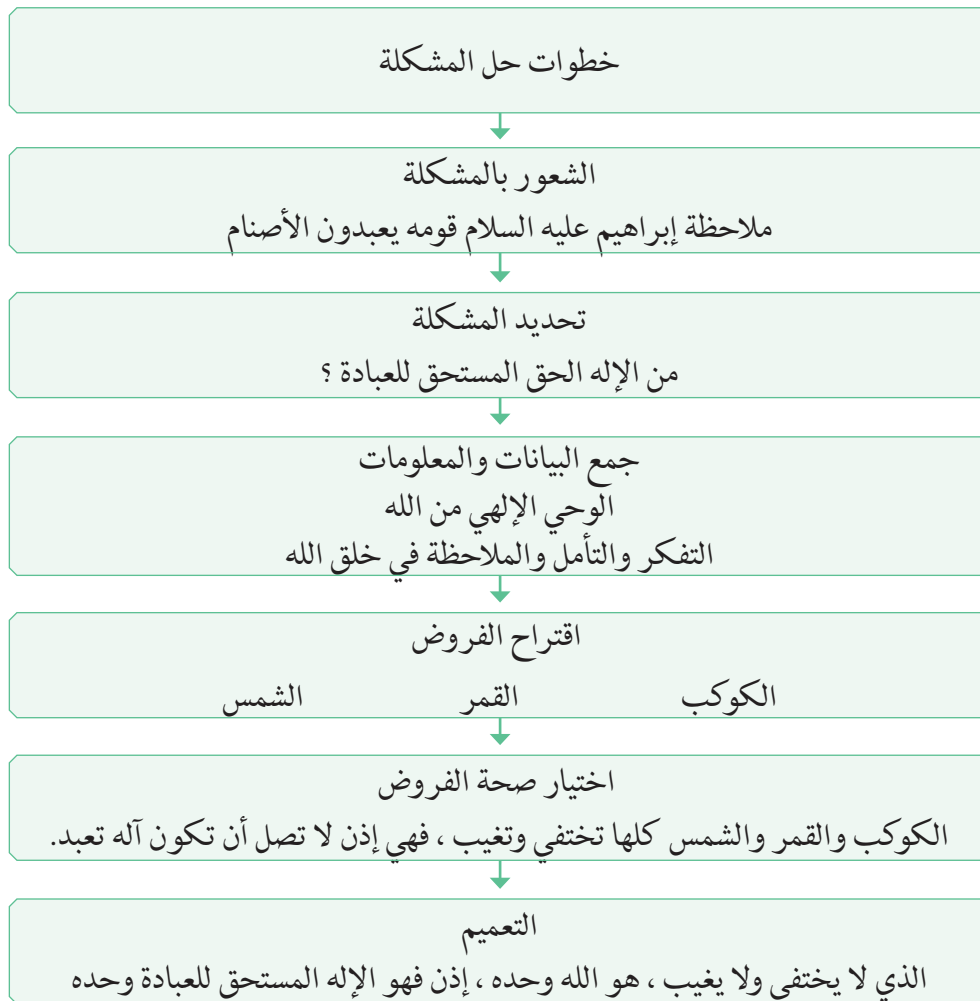 خطوات حل المشكلة
الشعور بالمشكلة
ملاحظة إبراهيم عليه السلام قومه يعبدون الأصنام
تحديد المشكلة
من الإله الحق المستحق للعبادة ؟
جمع البيانات والمعلومات
الوحي الإلهي من الله
التفكر والتأمل والملاحظة في خلق الله
اقتراح الفروض
الكوكب القمر الشمس
اختيار صحة الفروض
الكوكب والقمر والشمس كلها تختفي وتغيب ، فهي إذن لا تصل أن تكون آله تعبد.
التعميم
الذي لا يختفى ولا يغيب ، هو الله وحده ، إذن فهو الإله المستحق للعبادة وحده